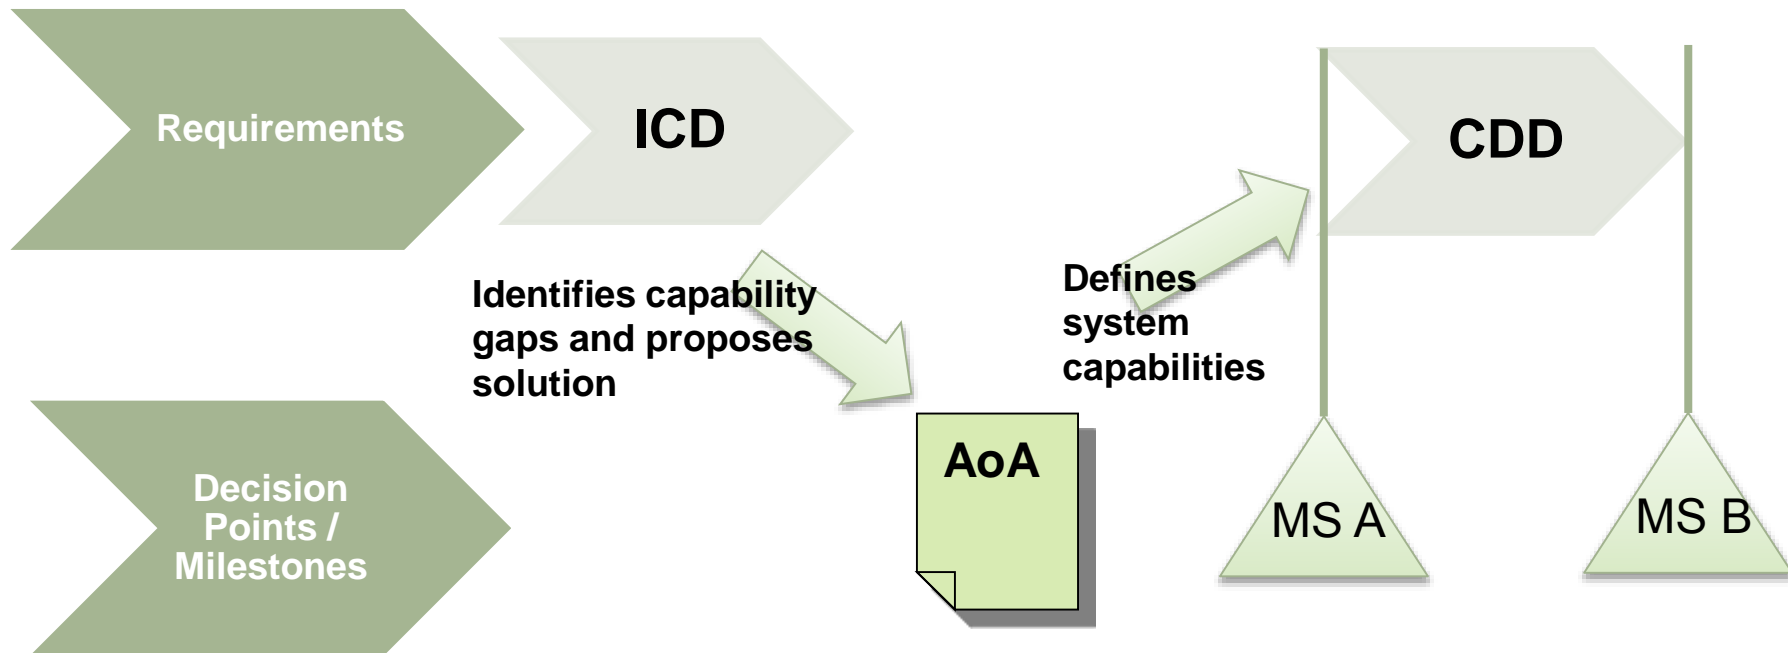 Requirements
ICD
CDD
Identifies capability
gaps and proposes
solution
Defines
system
capabilities
Decision
Points /
Milestones
AoA
MS A
MS B